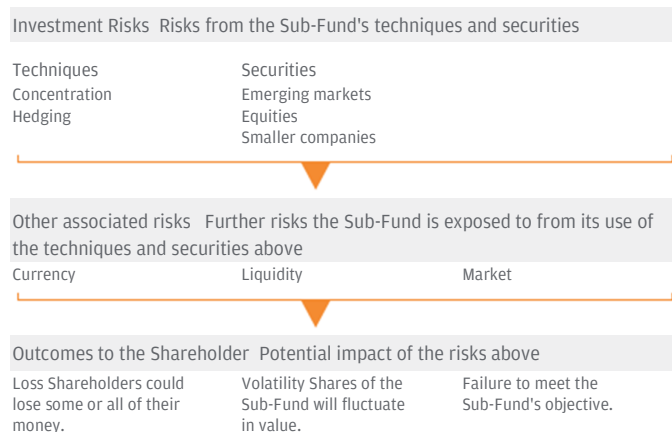 Investment Risks Risks from the Sub-Fund's techniques and securities
Techniques
Concentration
Hedging
Securities
Emerging markets
Equities
Smaller companies
Other associated risks Further risks the Sub-Fund is exposed to from its use of
the techniques and securities above
Currency
Liquidity
Market
Outcomes to the Shareholder Potential impact of the risks above
Loss Shareholders could
lose some or all of their
money.
Volatility Shares of the
Sub-Fund will fluctuate
in value.
Failure to meet the
Sub-Fund's objective.